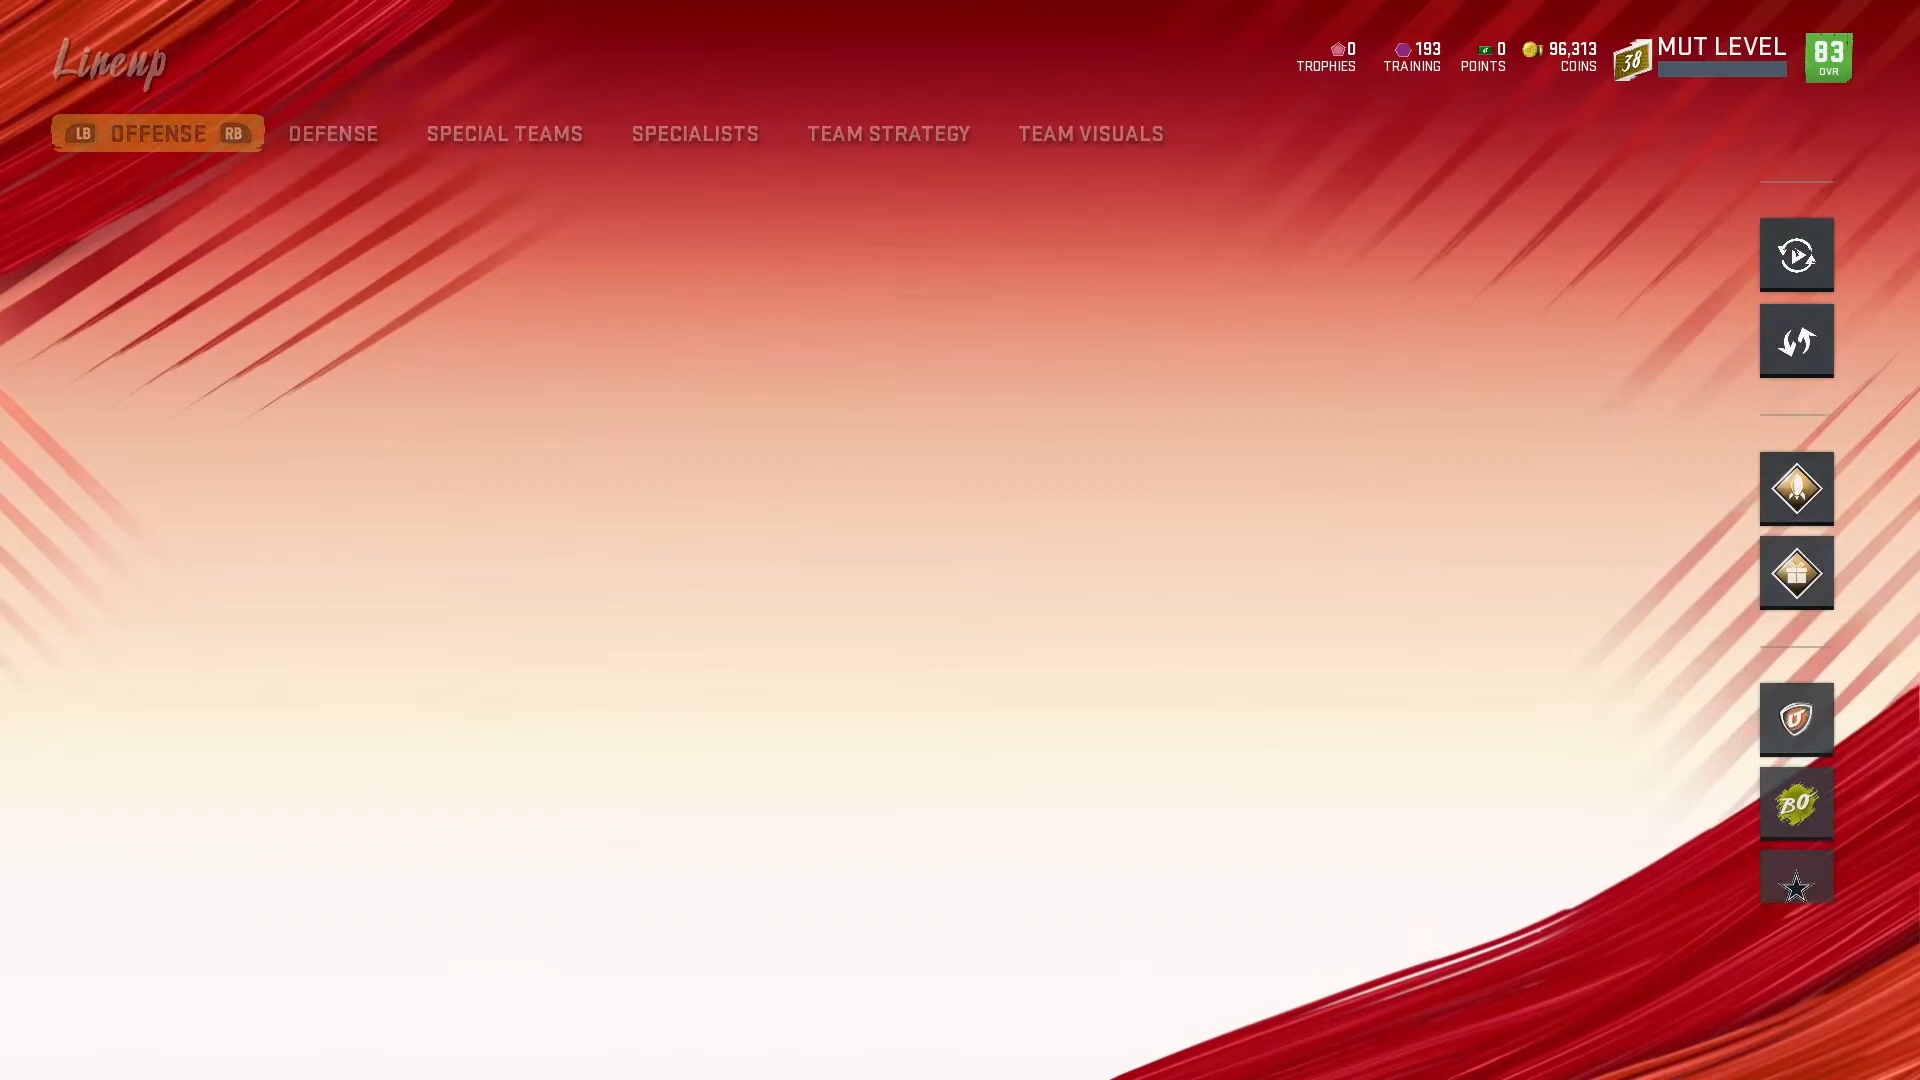 Lineup
0 TROPHIES
193 TRAINING
0 POINTS
96,313 COINS
38
MUT LEVEL
83
OVR
LB OFFENSE RB
DEFENSE
SPECIAL TEAMS
SPECIALISTS
TEAM STRATEGY
TEAM VISUALS
UT
BO